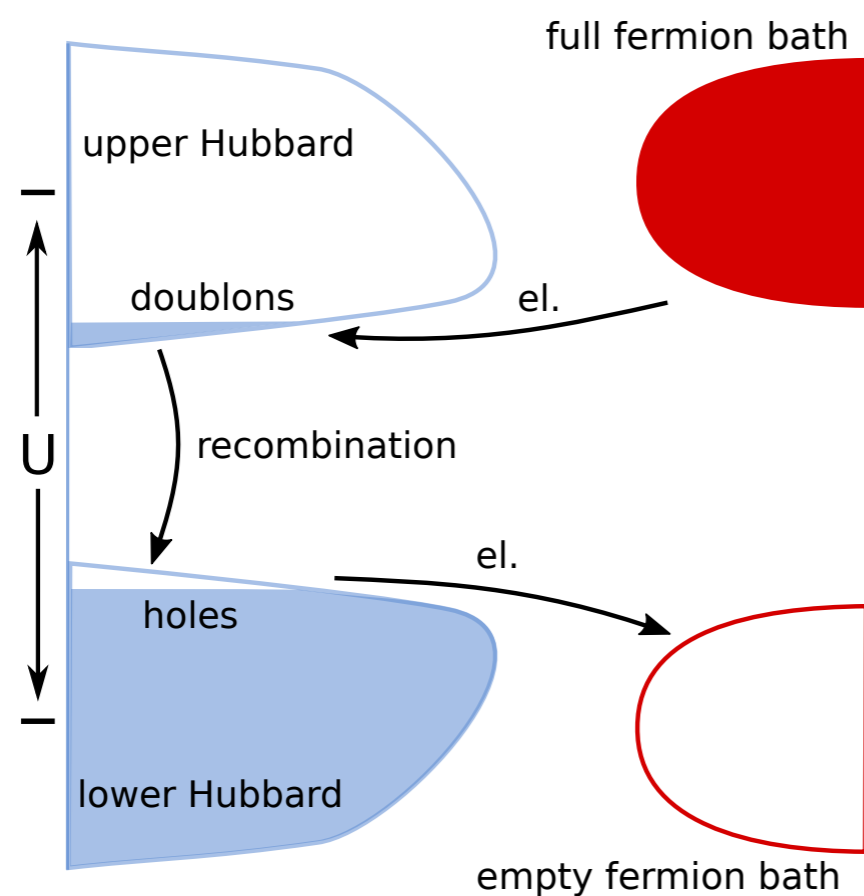 full fermion bath
upper Hubbard
doublons
el.
U
recombination
el.
holes
lower Hubbard
empty fermion bath